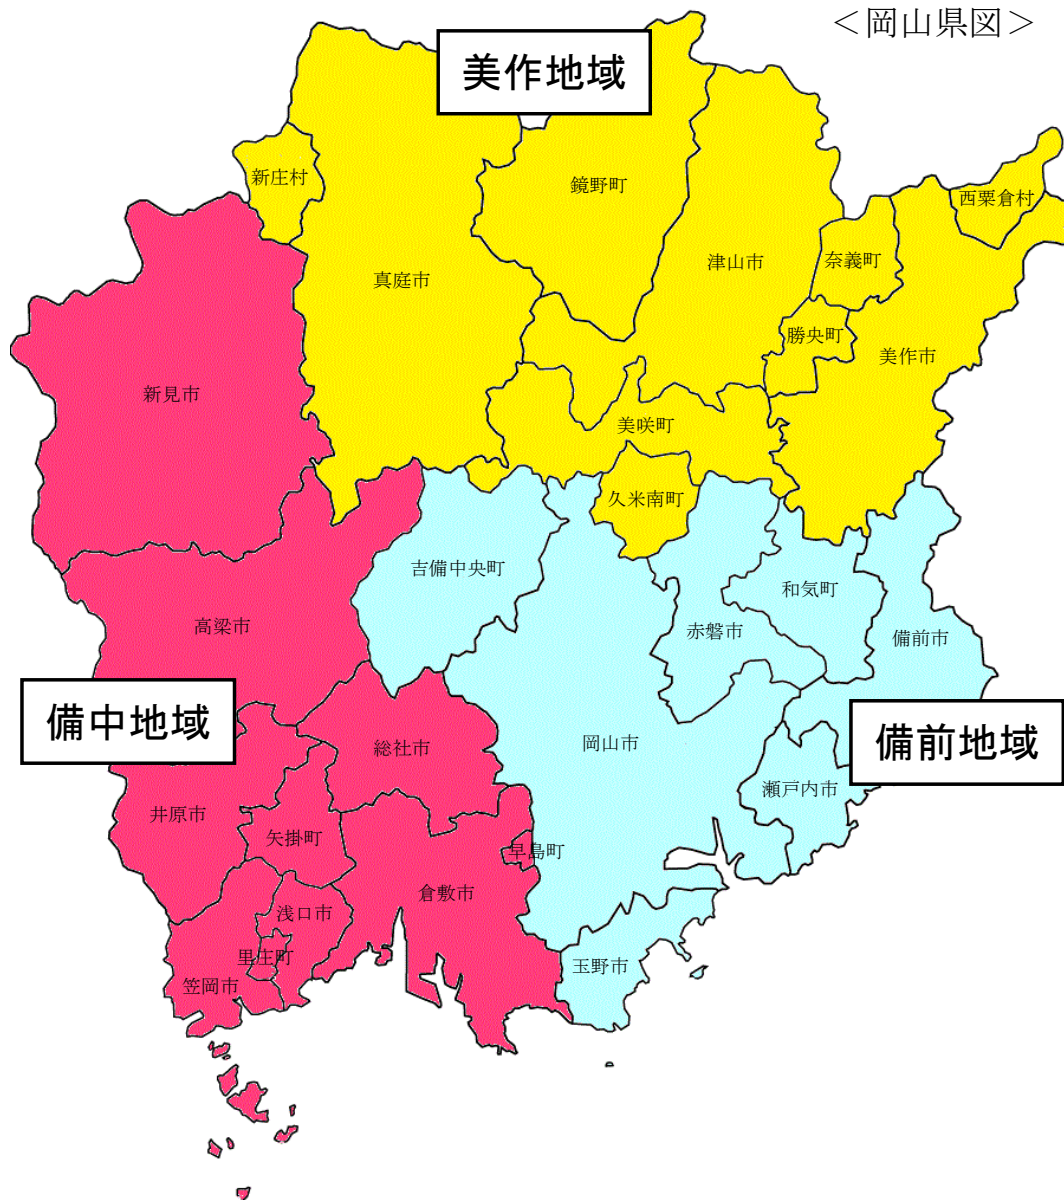 ＜岡山県図＞
美作地域
新庄村
鏡野町
西粟倉村
真庭市
津山市
奈義町
勝央町
美作市
新見市
美咲町
久米南町
吉備中央町
和気町
高梁市
赤磐市
備前市
備中地域
総社市
岡山市
備前地域
瀬戸内市
井原市
矢掛町
早島町
倉敷市
浅口市
里庄町
玉野市
笠岡市